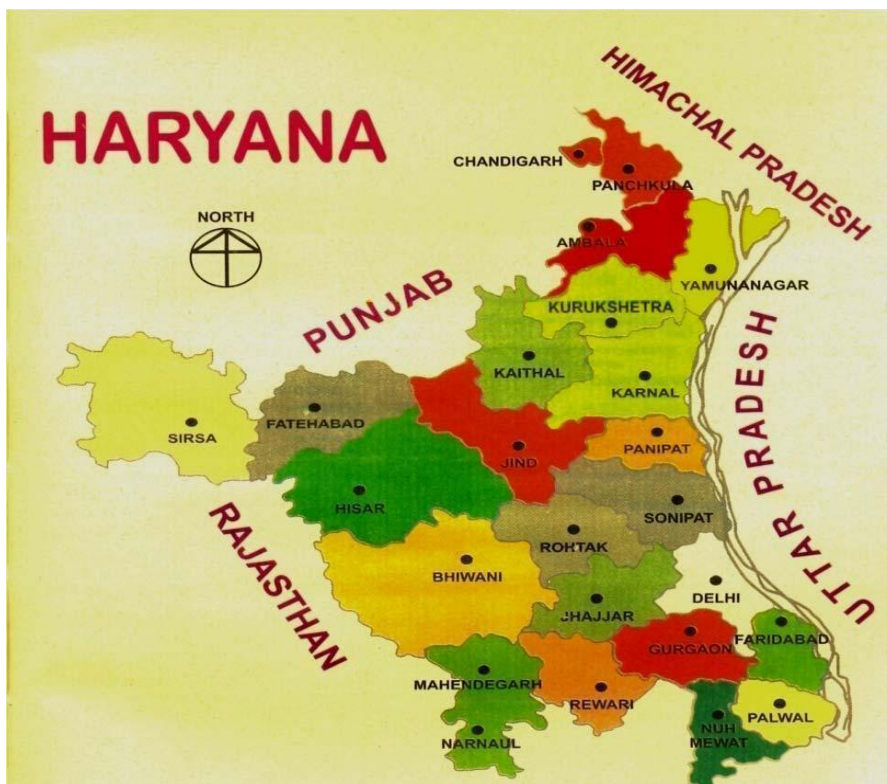 HIMACHAL PRADESH
HARYANA
CHANDIGARH
PANCHKULA
NORTH
AMBALA
YAMUNANAGAR
PUNJAB
KURUKSHETRA
UTTAR PRADESH
KAITHAL
KARNAL
SIRSA
FATEHABAD
JIND
PANIPAT
HISAR
SONIPAT
RAJASTHAN
ROHTAK
BHIWANI
DELHI
JHAJJAR
FARIDABAD
GURGAON
MAHENDEGARH
REWARI
PALWAL
NUH
MEWAT
NARNAUL